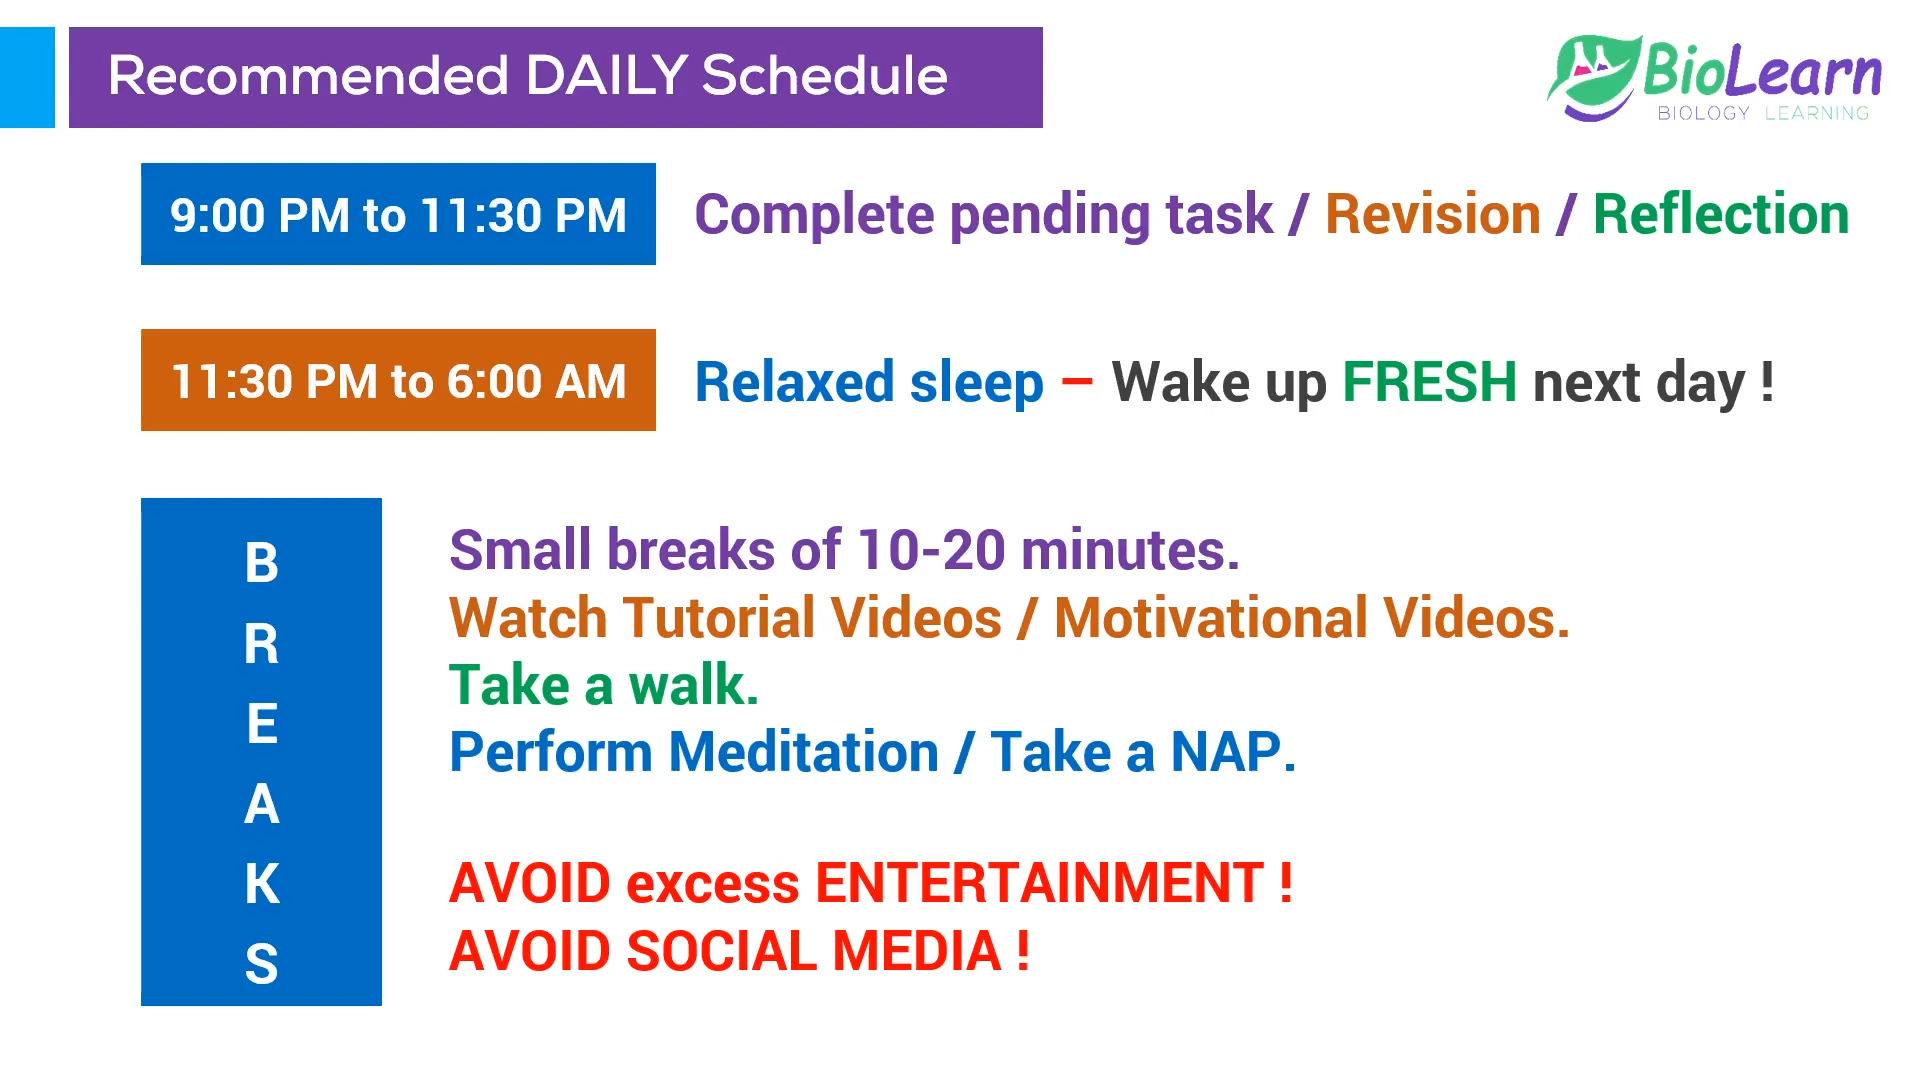 Recommended DAILY Schedule
BioLearn
BIOLOGY LEARNING
9:00 PM to 11:30 PM
Complete pending task / Revision / Reflection
11:30 PM to 6:00 AM
Relaxed sleep – Wake up FRESH next day !
B
R
E
A
K
S
Small breaks of 10-20 minutes.
Watch Tutorial Videos / Motivational Videos.
Take a walk.
Perform Meditation / Take a NAP.
AVOID excess ENTERTAINMENT !
AVOID SOCIAL MEDIA !